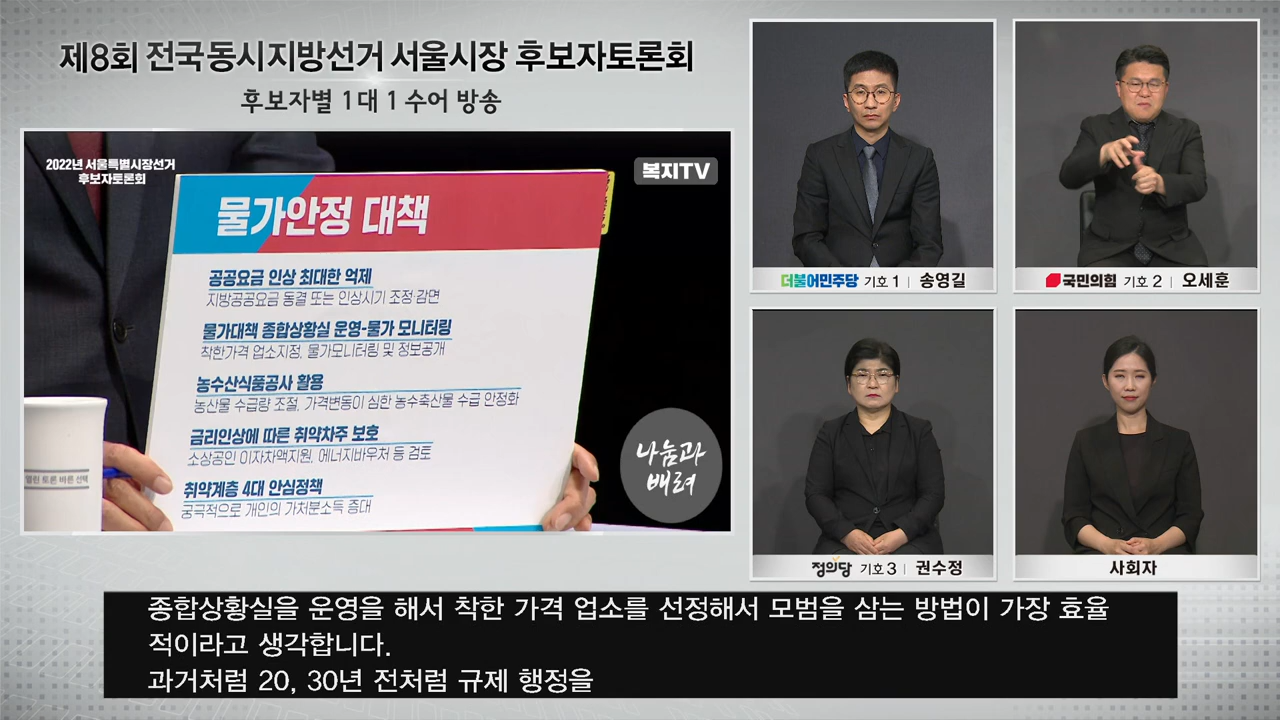 제8회 전국동시지방선거 서울시장 후보자토론회
후보자별 1대 1 수어 방송
2022년 서울특별시장선거
후보자토론회
복지TV
물가안정 대책
공공요금 인상 최대한 억제
지방공공요금 동결 또는 인상시기 조정 감면
물가대책 종합상황실 운영-물가 모니터링
착한가격 업소지정, 물가모니터링 및 정보공개
농수산식품공사 활용
농산물 수급량 조절, 가격변동이 심한 농수축산물 수급 안정화
금리인상에 따른 취약차주 보호
소상공인 이자차액지원, 에너지바우처 등 검토
취약계층 4대 안심정책
궁극적으로 개인의 가처분소득 증대
열린 토론 바른 선택
나눔과
배려
더불어민주당 기호 1 | 송영길
국민의힘 기호 2 | 오세훈
정의당 기호 3 | 권수정
사회자
종합상황실을 운영을 해서 착한 가격 업소를 선정해서 모범을 삼는 방법이 가장 효율
적이라고 생각합니다.
과거처럼 20, 30년 전처럼 규제 행정을